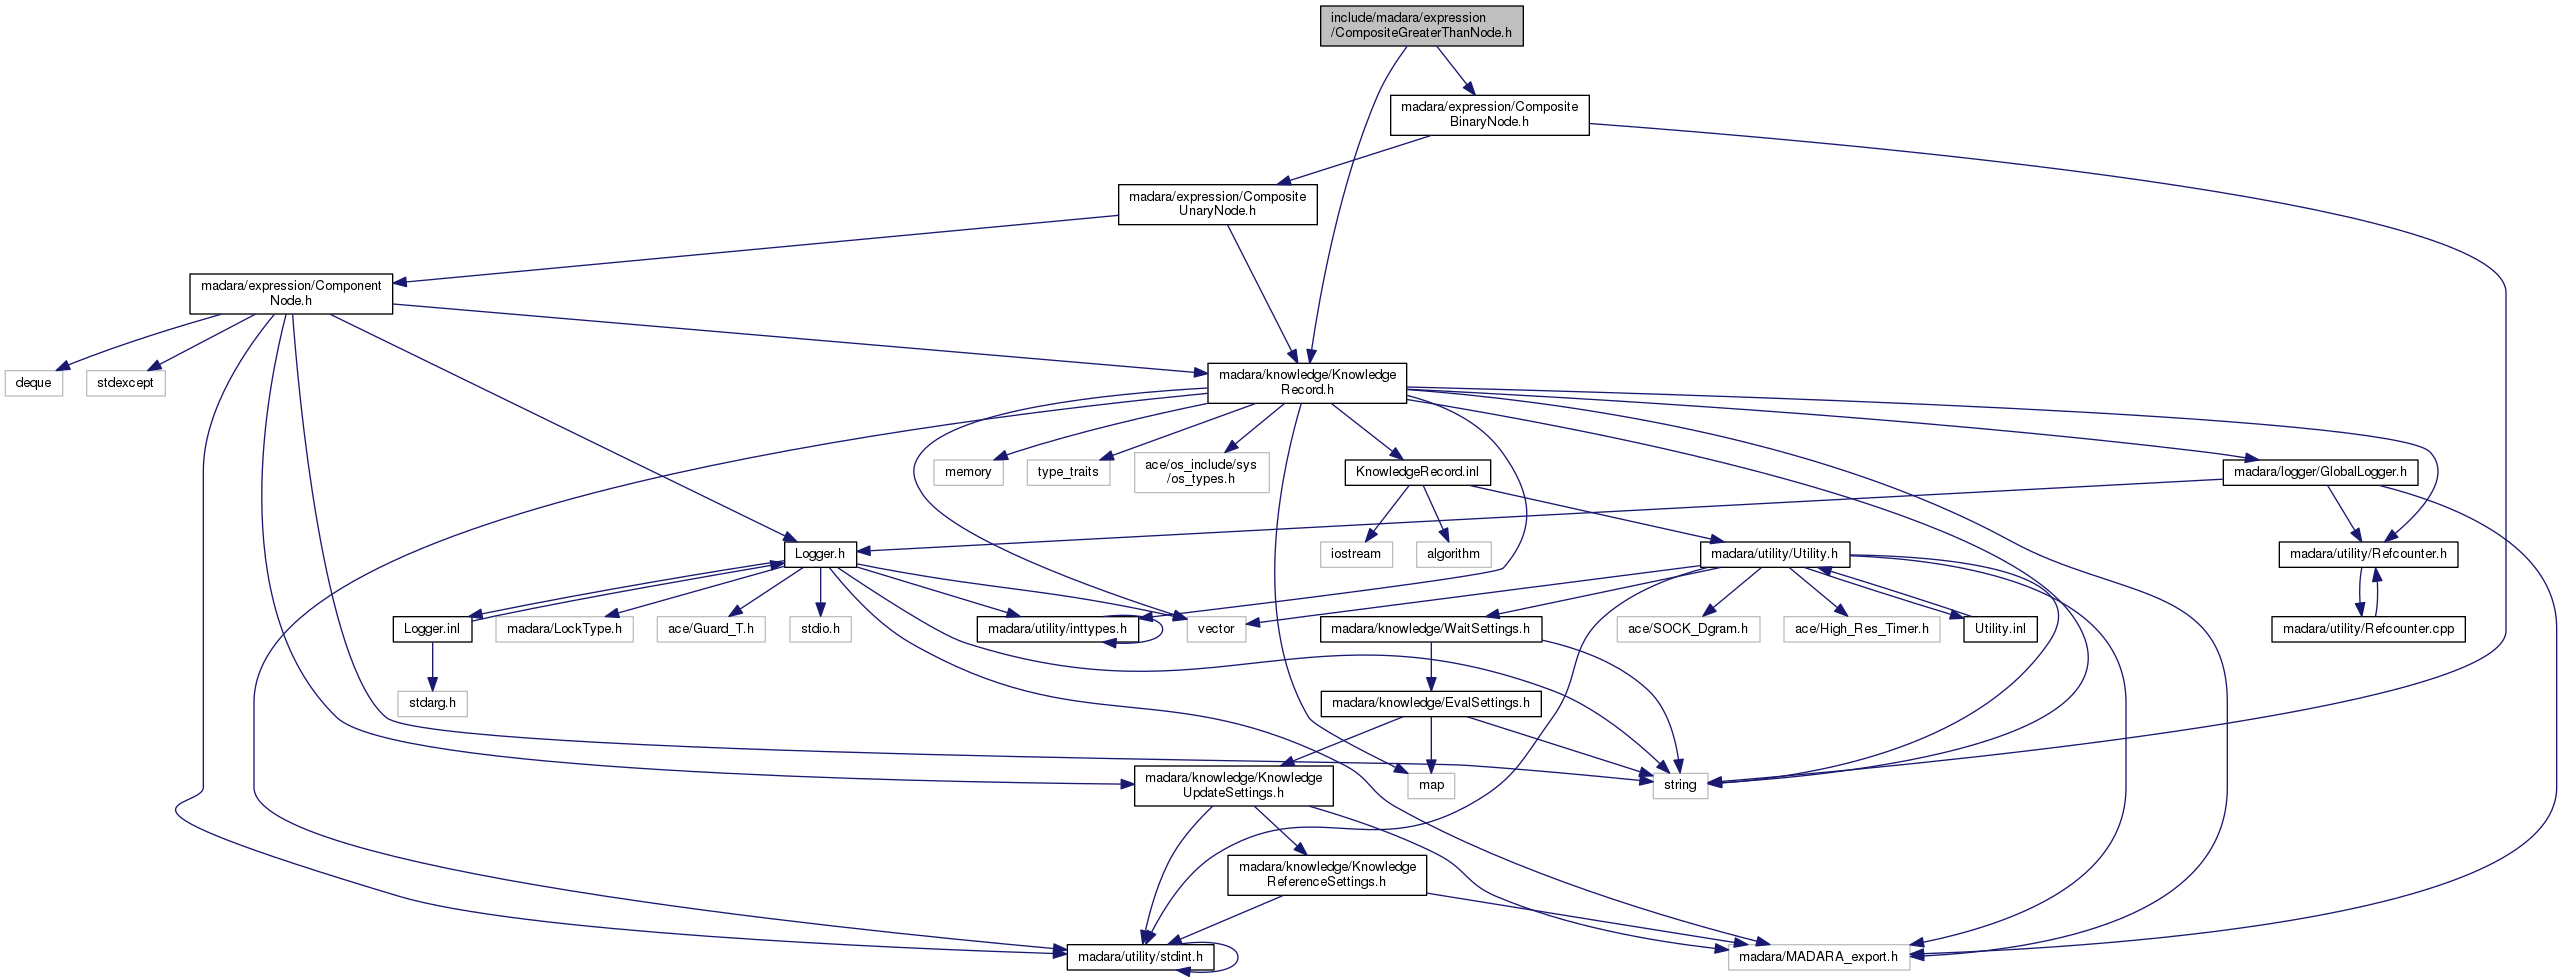 include/madara/expression
/CompositeGreaterThanNode.h
madara/expression/Composite
BinaryNode.h
madara/expression/Composite
UnaryNode.h
madara/expression/Component
Node.h
deque
stdexcept
madara/knowledge/Knowledge
Record.h
memory
type_traits
ace/os_include/sys
/os_types.h
KnowledgeRecord.inl
madara/logger/GlobalLogger.h
Logger.h
iostream
algorithm
madara/utility/Utility.h
madara/utility/Refcounter.h
Logger.inl
madara/LockType.h
ace/Guard_T.h
stdio.h
madara/utility/inttypes.h
vector
madara/knowledge/WaitSettings.h
ace/SOCK_Dgram.h
ace/High_Res_Timer.h
Utility.inl
madara/utility/Refcounter.cpp
stdarg.h
madara/knowledge/EvalSettings.h
madara/knowledge/Knowledge
UpdateSettings.h
map
string
madara/knowledge/Knowledge
ReferenceSettings.h
madara/utility/stdint.h
madara/MADARA_export.h